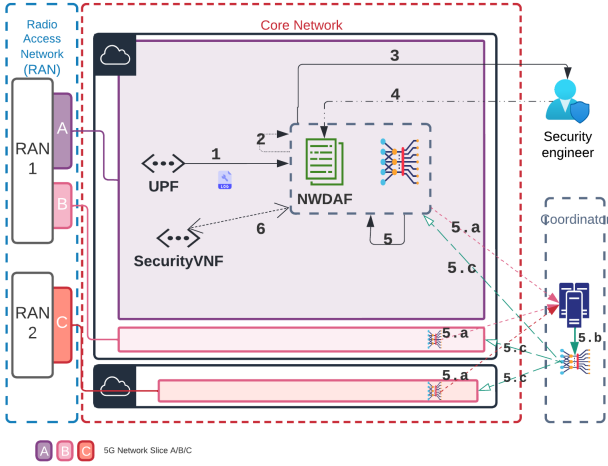 Radio
Access
Network
(RAN)
Core Network
3
4
Security
engineer
RAN
1
A
B
1
2
LOG
UPF
NWDAF
SecurityVNF
6
5
Coordinator
5.a
5.c
5.b
RAN
2
C
5.a
5.c
5.a
5.c
A B C 5G Network Slice A/B/C